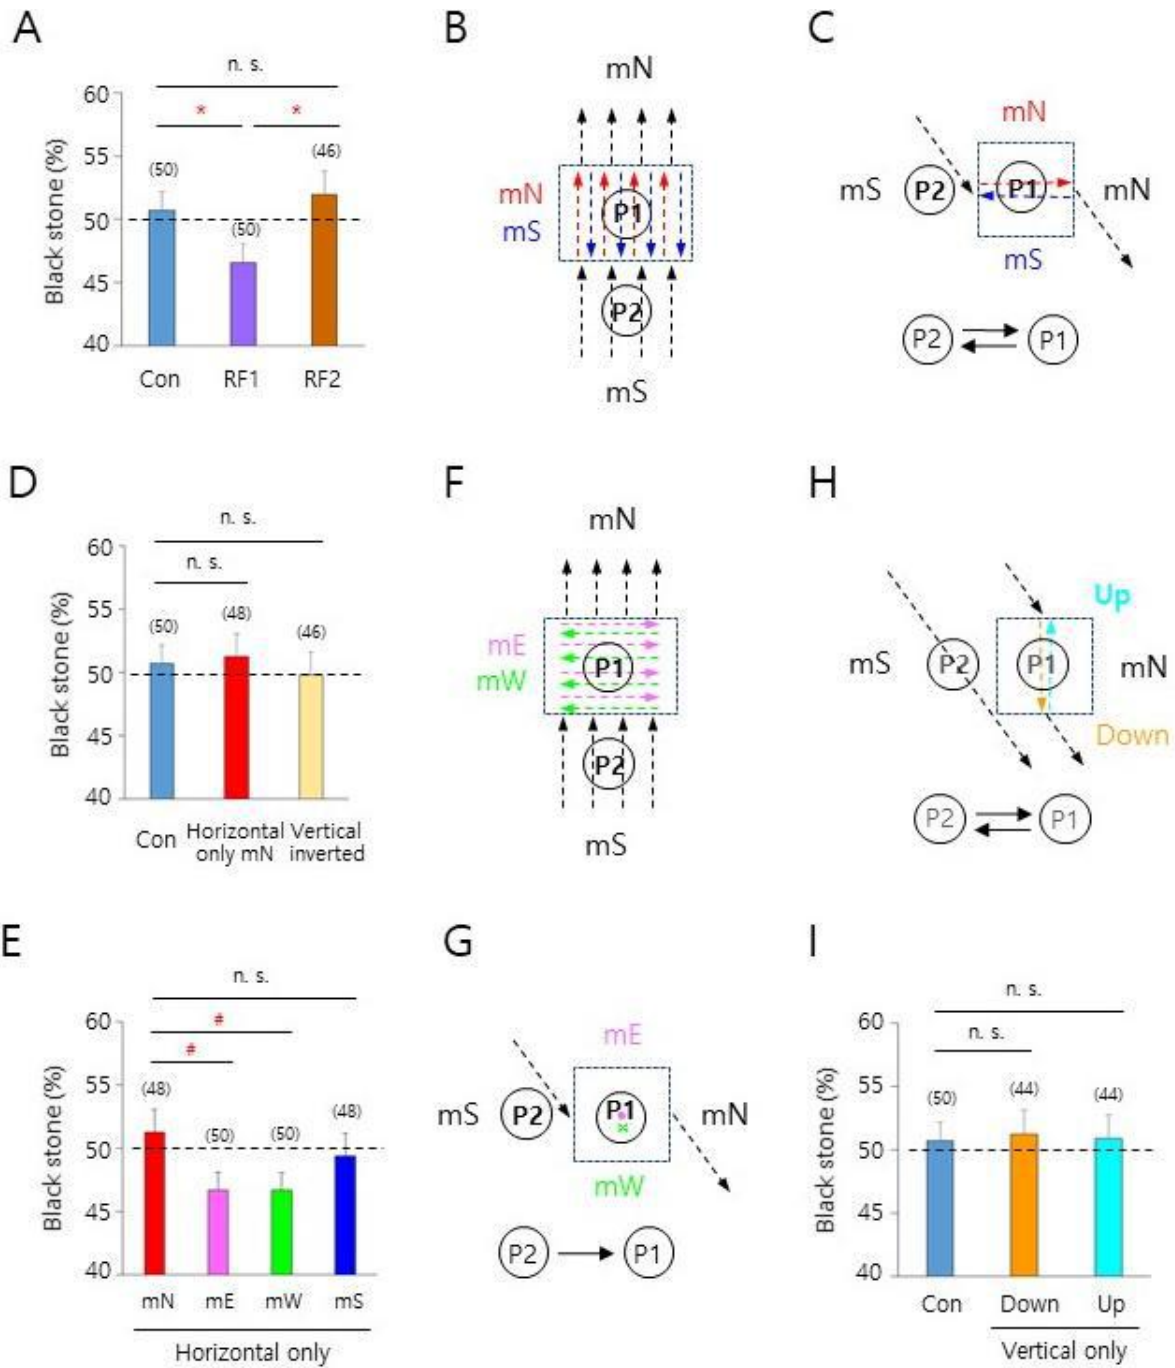 A
n. s.
*
*
60
55
50
45
40
Black stone (%)
(50)
(50)
(46)
Con RF1 RF2
B
mN
mN
mS
P1
P2
mS
C
mN
mS P2 P1 mN
mS
P2 P1
D
n. s.
n. s.
60
55
50
45
40
Black stone (%)
(50)
(48)
(46)
Con Horizontal only mN Vertical inverted
F
mN
mE
mW
P1
P2
mS
H
Up
mS P2 P1 mN
Down
P2 P1
E
n. s.
#
#
60
55
50
45
40
Black stone (%)
(48)
(50)
(50)
(48)
mN mE mW mS
Horizontal only
G
mE
mS P2 P1 mN
mW
P2 P1
I
n. s.
n. s.
60
55
50
45
40
Black stone (%)
(50)
(44)
(44)
Con Down Up
Vertical only